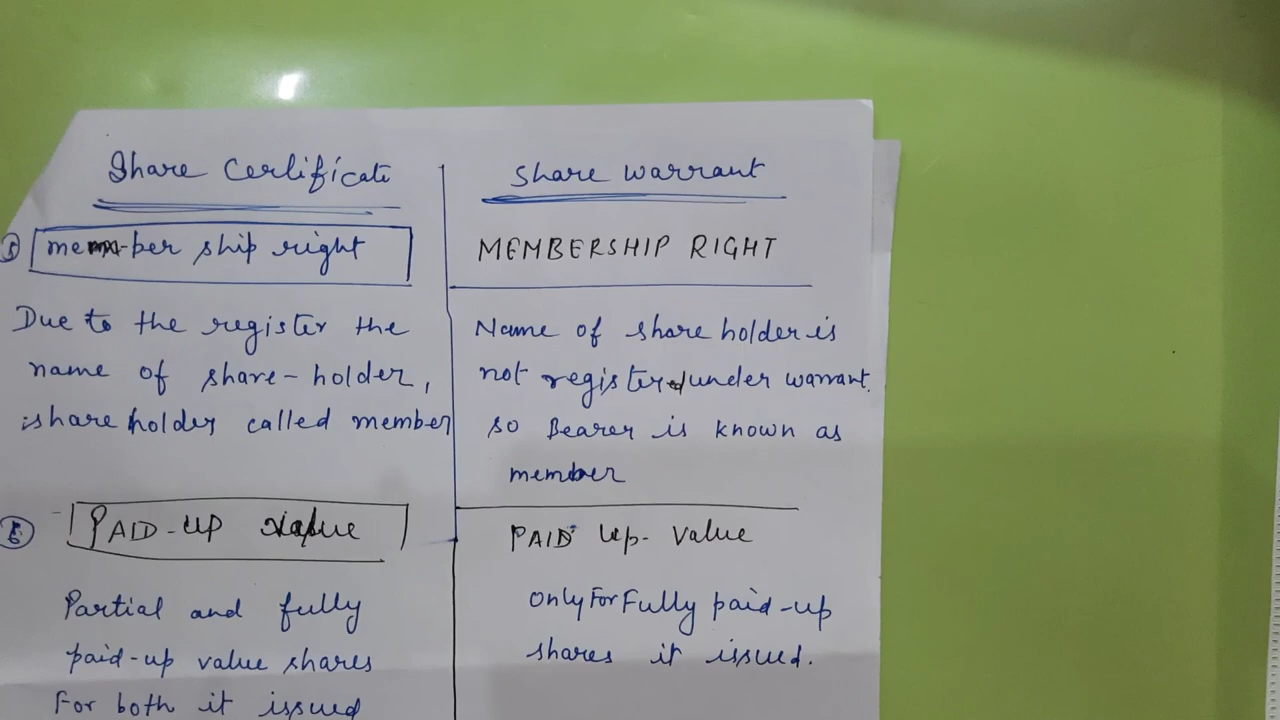 Share Certificate
① member ship right
Due to the register the
name of share-holder,
share holder called member
PAID-UP value
Partial and fully
paid-up value shares
For both it issued
Share warrant
MEMBERSHIP RIGHT
Name of share holder is
not registered under warrant.
so Bearer is known as
member
PAID Up- Value
only For Fully paid-up
shares it issued.